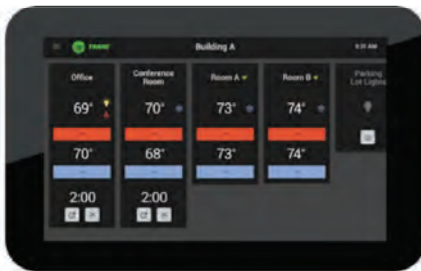 TRANE
Building A
9:31 AM
Office
Conference
Room
Room A
Room B
Parking
Lot Lights
69°
70°
73°
74°
70°
68°
73°
74°
2:00
2:00